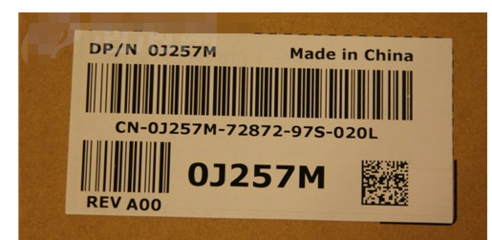 DP/N 0J257M Made in China
CN-0J257M-72872-97S-020L
0J257M
REV A00